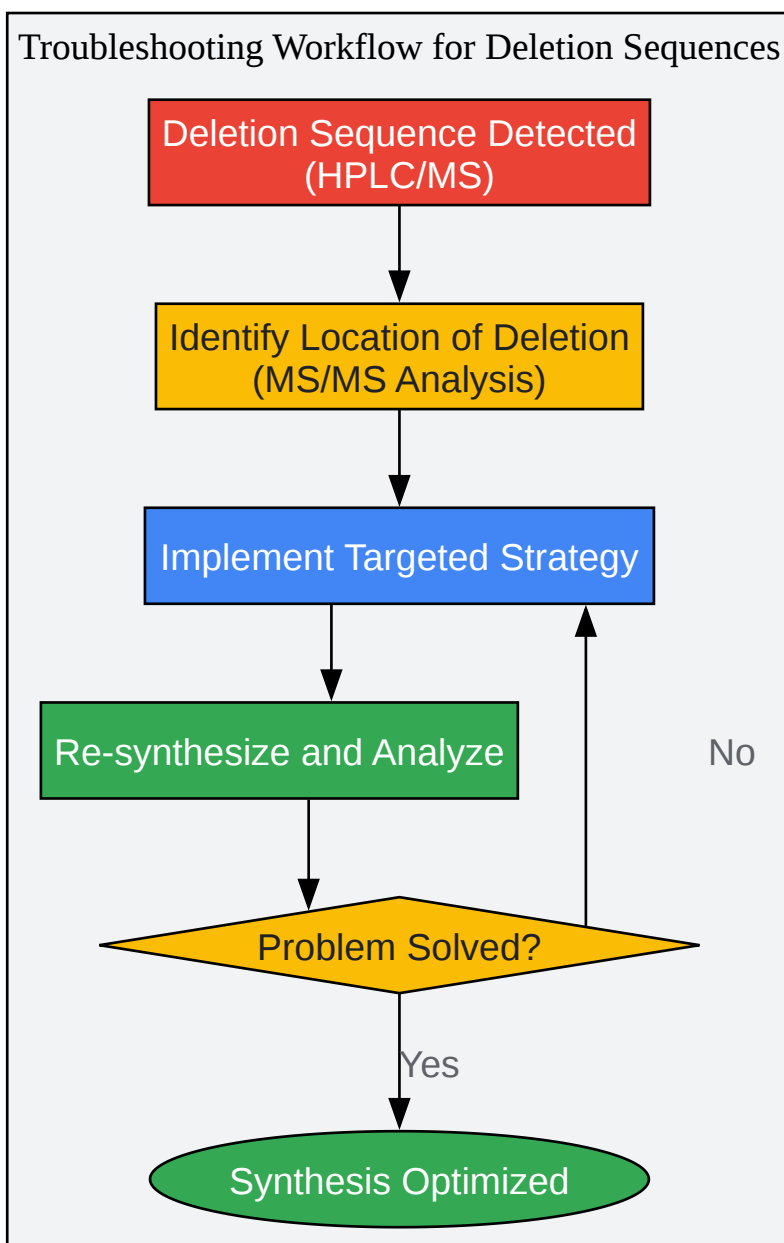 Troubleshooting Workflow for Deletion Sequences
Deletion Sequence Detected
(HPLC/MS)
Identify Location of Deletion
(MS/MS Analysis)
Implement Targeted Strategy
Re-synthesize and Analyze
No
Problem Solved?
Yes
Synthesis Optimized